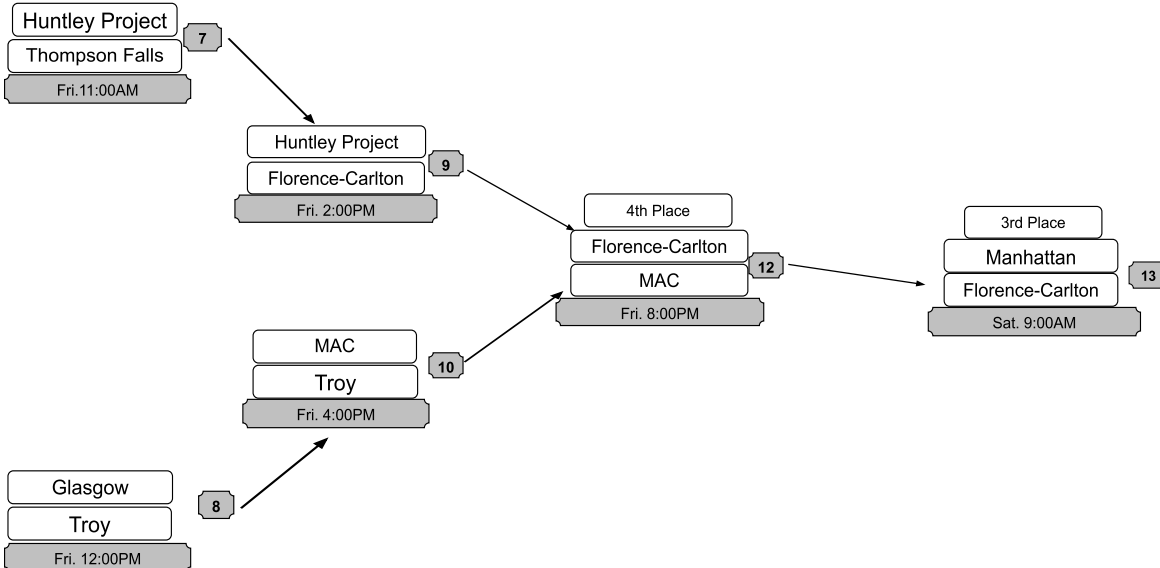 Huntley Project
7
Thompson Falls
Fri.11:00AM
Huntley Project
9
Florence-Carlton
Fri. 2:00PM
4th Place
Florence-Carlton
12
MAC
Fri. 8:00PM
3rd Place
Manhattan
13
Florence-Carlton
Sat. 9:00AM
MAC
10
Troy
Fri. 4:00PM
Glasgow
8
Troy
Fri. 12:00PM